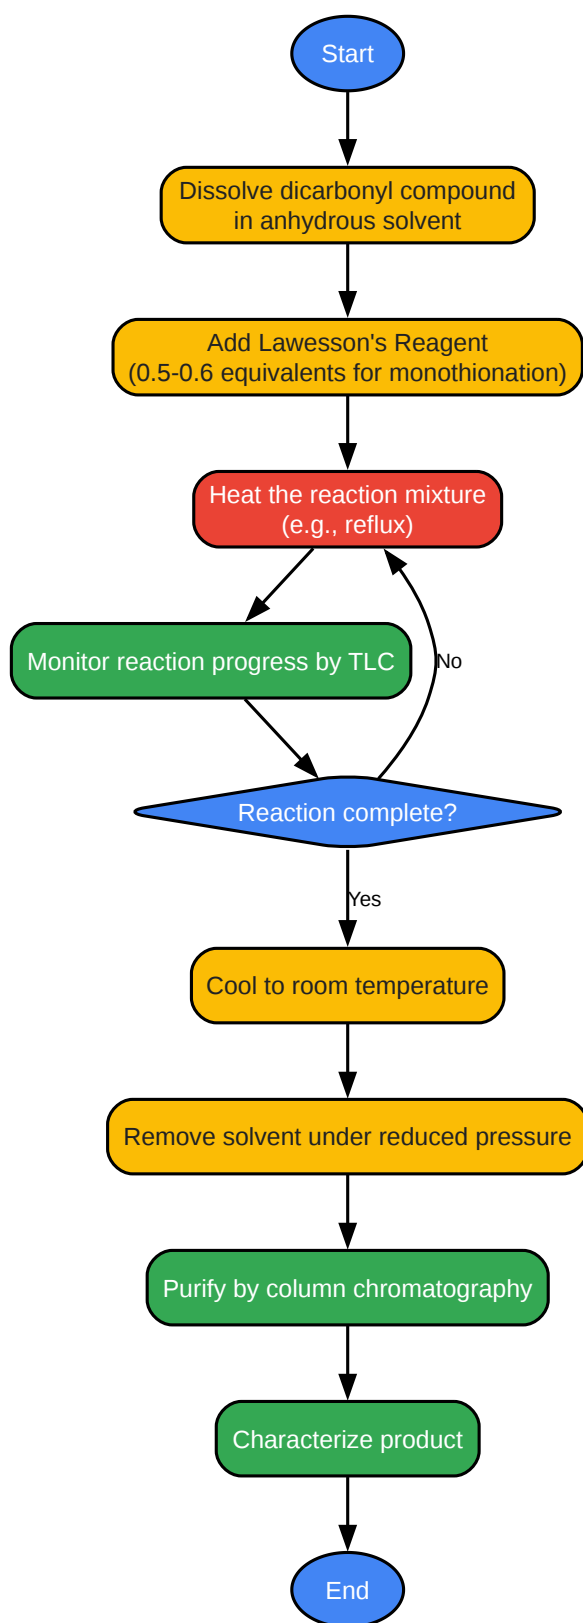 Start
Dissolve dicarbonyl compound
in anhydrous solvent
Add Lawesson's Reagent
(0.5-0.6 equivalents for monothionation)
Heat the reaction mixture
(e.g., reflux)
Monitor reaction progress by TLC
No
Reaction complete?
Yes
Cool to room temperature
Remove solvent under reduced pressure
Purify by column chromatography
Characterize product
End